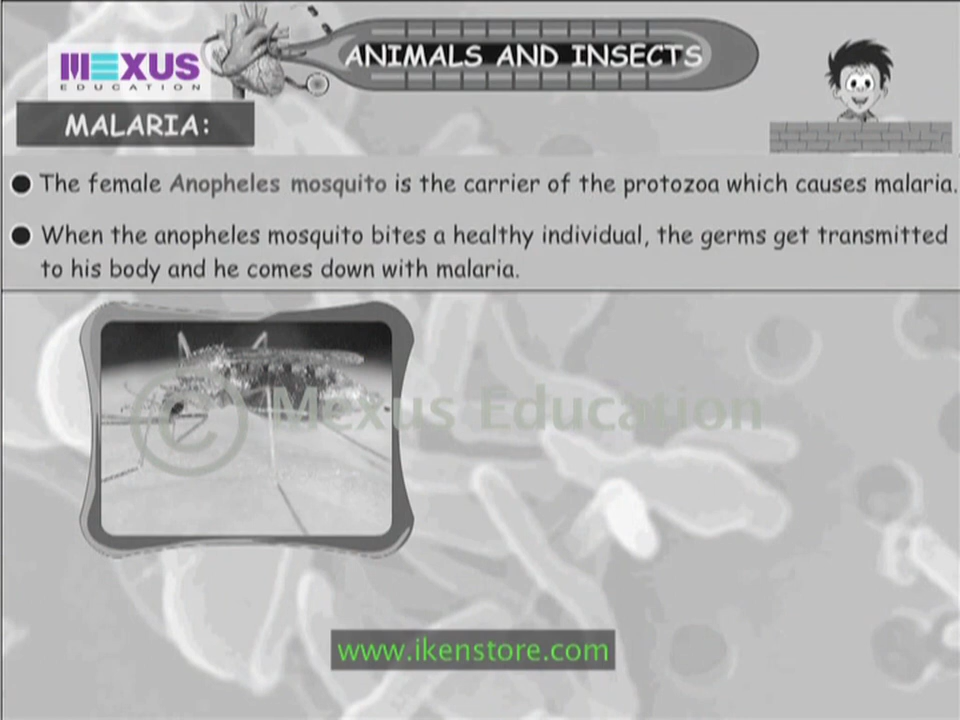 MEXUS
EDUCATION
ANIMALS AND INSECTS
MALARIA:
The female Anopheles mosquito is the carrier of the protozoa which causes malaria.
When the anopheles mosquito bites a healthy individual, the germs get transmitted
to his body and he comes down with malaria.
© Mexus Education
www.ikenstore.com